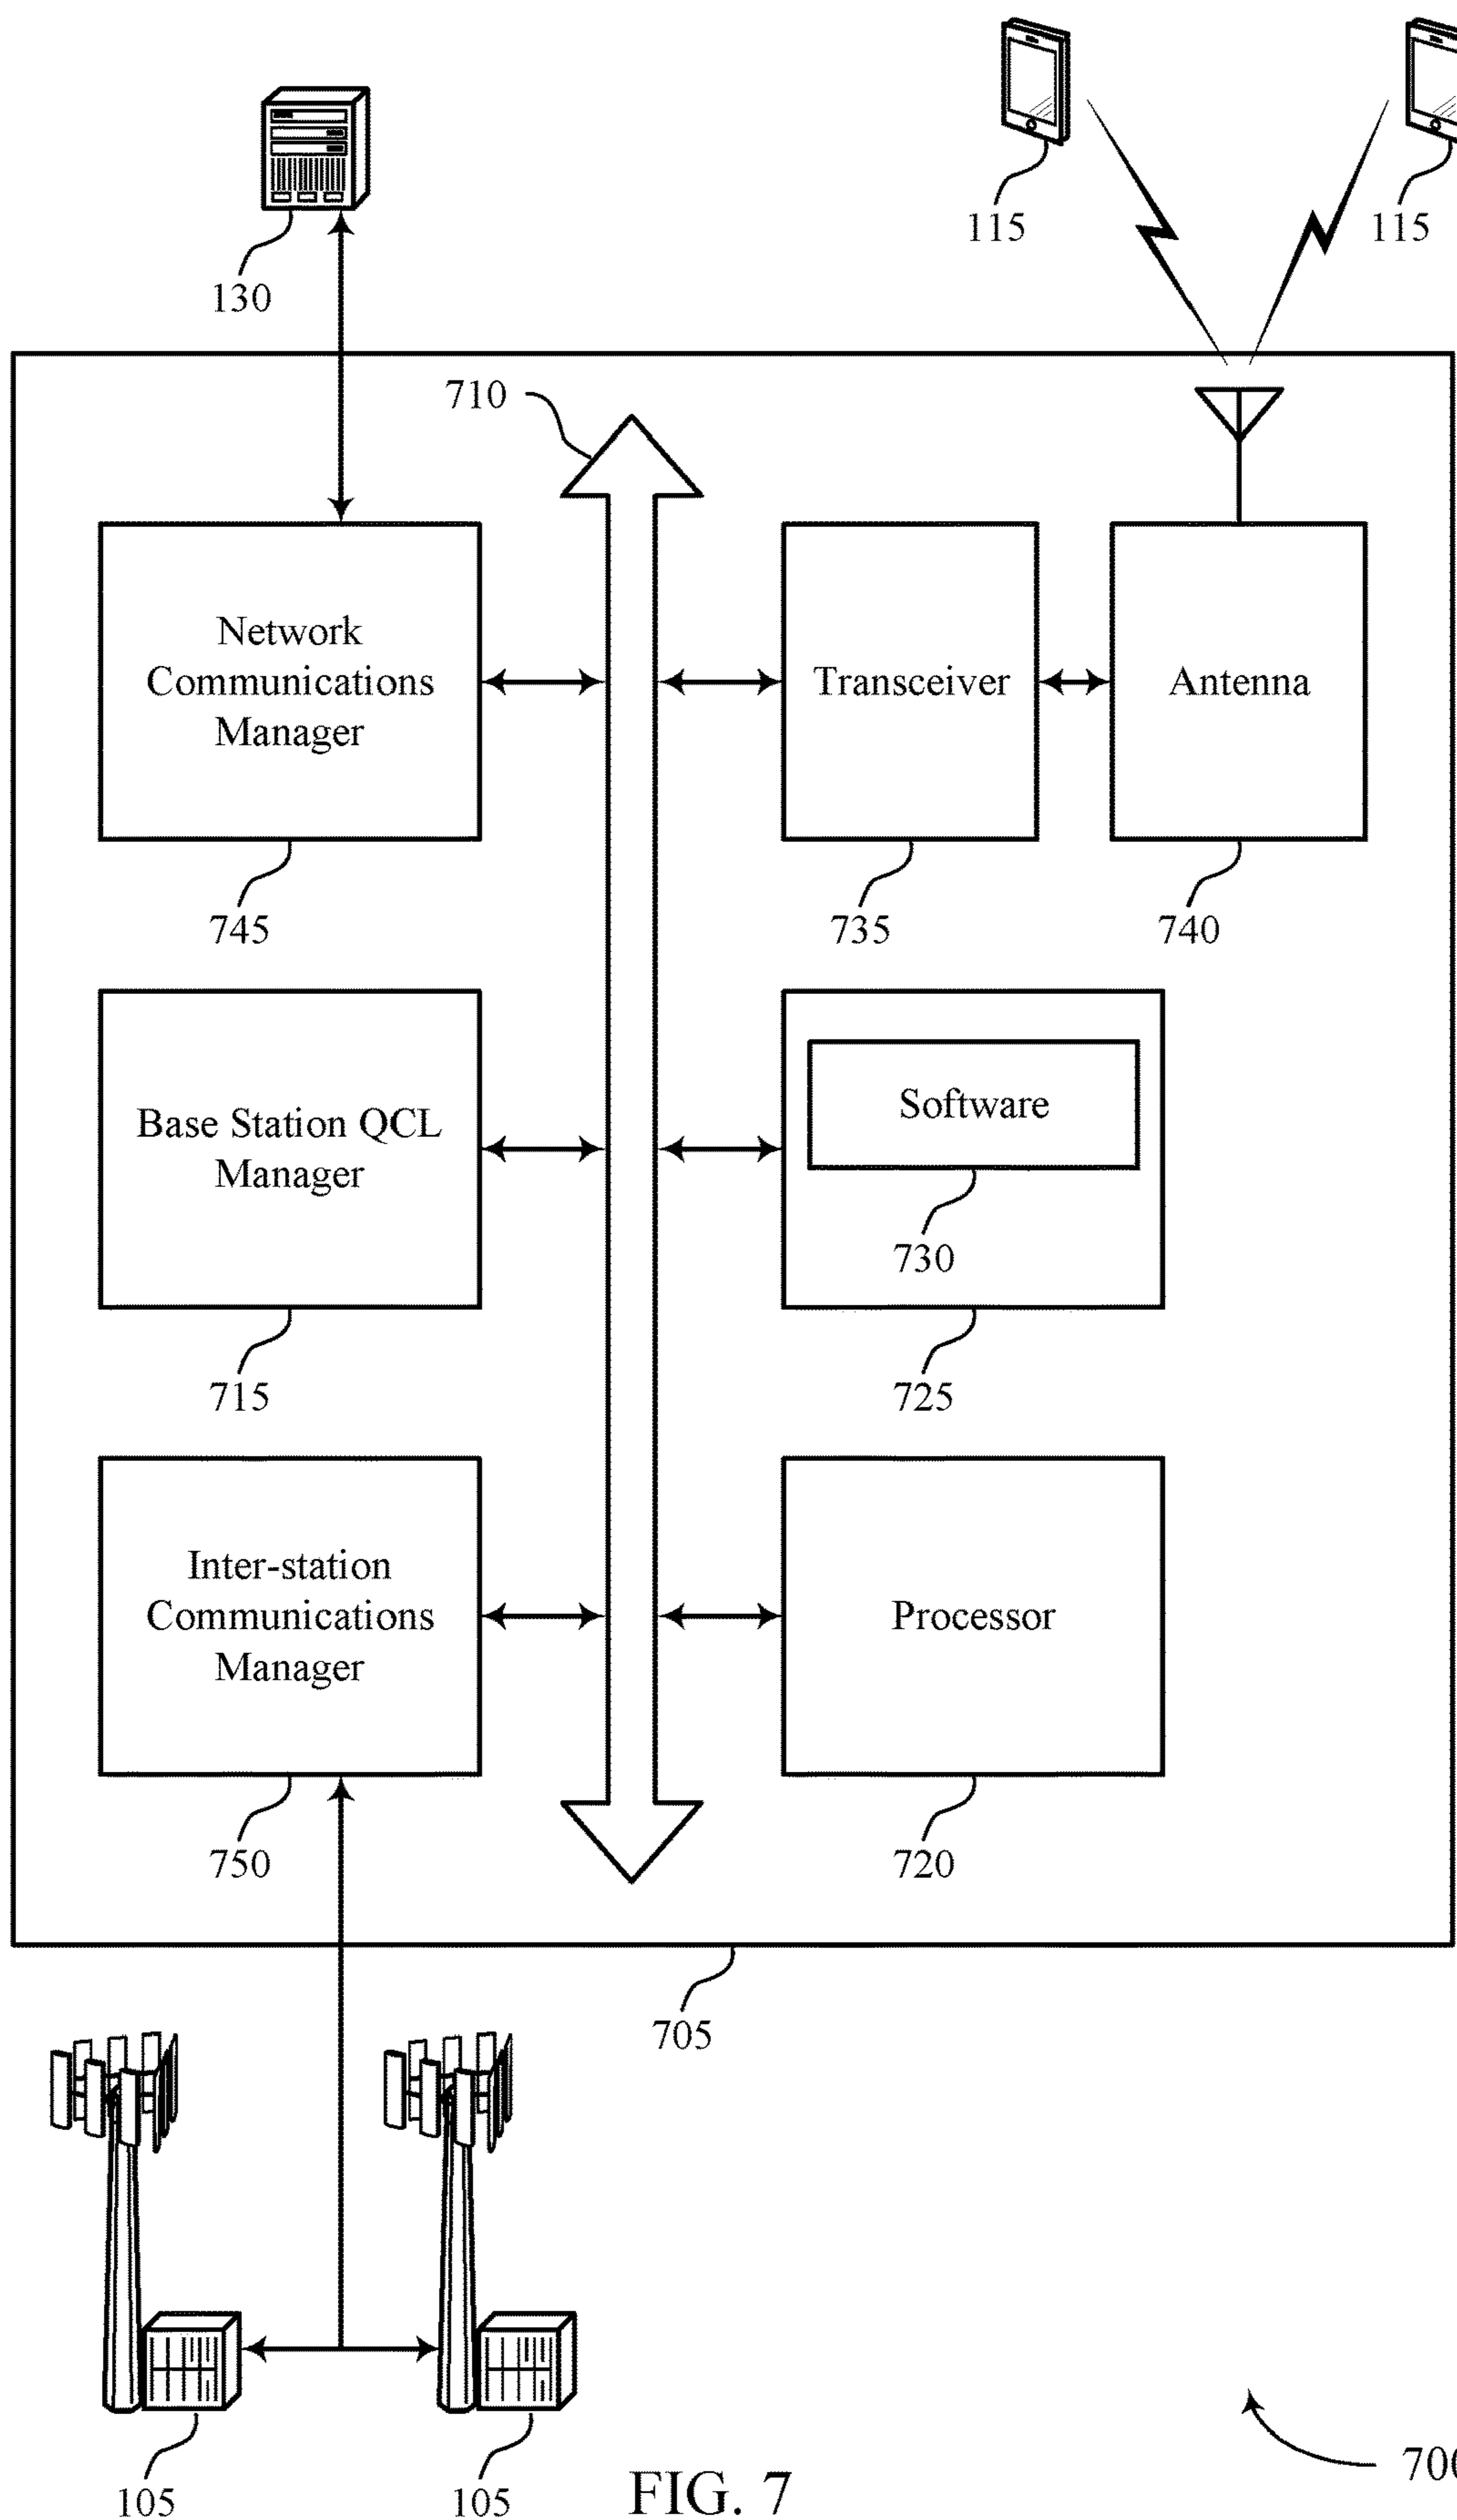 115
115
130
710
Network
Communications
Manager
Transceiver
Antenna
745
735
740
Base Station QCL
Manager
Software
730
715
725
Inter-station
Communications
Manager
Processor
750
720
705
105
105
FIG. 7
700